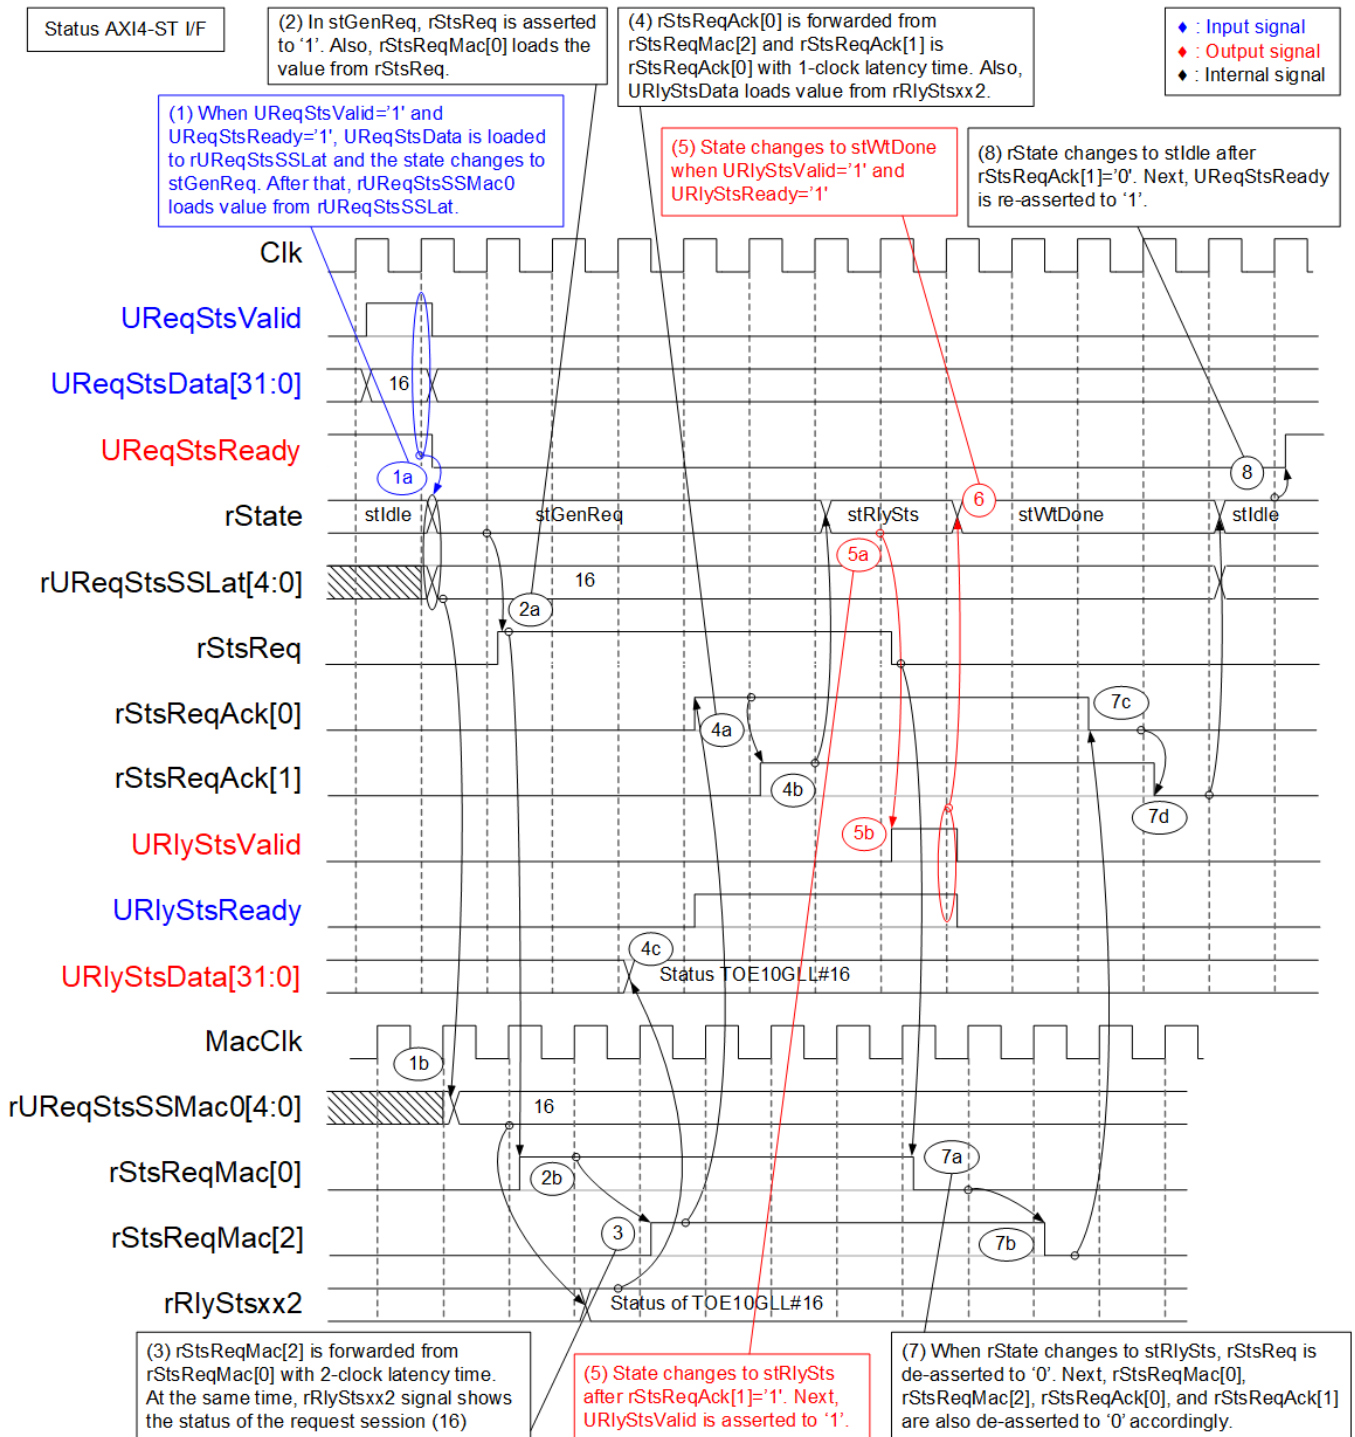 Status AXI4-ST I/F
(2) In stGenReq, rStsReq is asserted
to ‘1’. Also, rStsReqMac[0] loads the
value from rStsReq.
(4) rStsReqAck[0] is forwarded from
rStsReqMac[2] and rStsReqAck[1] is
rStsReqAck[0] with 1-clock latency time. Also,
URlyStsData loads value from rRlyStsxx2.
♦ : Input signal
♦ : Output signal
♦ : Internal signal
(1) When UReqStsValid='1' and
UReqStsReady='1', UReqStsData is loaded
to rUReqStsSSLat and the state changes to
stGenReq. After that, rUReqStsSSMac0
loads value from rUReqStsSSLat.
(5) State changes to stWtDone
when URlyStsValid=’1’ and
URlyStsReady=’1’
(8) rState changes to stIdle after
rStsReqAck[1]='0'. Next, UReqStsReady
is re-asserted to ‘1’.
Clk
UReqStsValid
UReqStsData[31:0]
16
UReqStsReady
1a
8
rState
stIdle
stGenReq
stRlySts
6
stWtDone
stIdle
5a
rUReqStsSSLat[4:0]
16
2a
rStsReq
rStsReqAck[0]
4a
7c
rStsReqAck[1]
4b
7d
URlyStsValid
5b
URlyStsReady
4c
URlyStsData[31:0]
Status TOE10GLL#16
MacClk
1b
rUReqStsSSMac0[4:0]
16
rStsReqMac[0]
2b
7a
rStsReqMac[2]
3
7b
rRlyStsxx2
Status of TOE10GLL#16
(3) rStsReqMac[2] is forwarded from
rStsReqMac[0] with 2-clock latency time.
At the same time, rRlyStsxx2 signal shows
the status of the request session (16)
(5) State changes to stRlySts
after rStsReqAck[1]='1'. Next,
URlyStsValid is asserted to ‘1’.
(7) When rState changes to stRlySts, rStsReq is
de-asserted to ‘0’. Next, rStsReqMac[0],
rStsReqMac[2], rStsReqAck[0], and rStsReqAck[1]
are also de-asserted to ‘0’ accordingly.